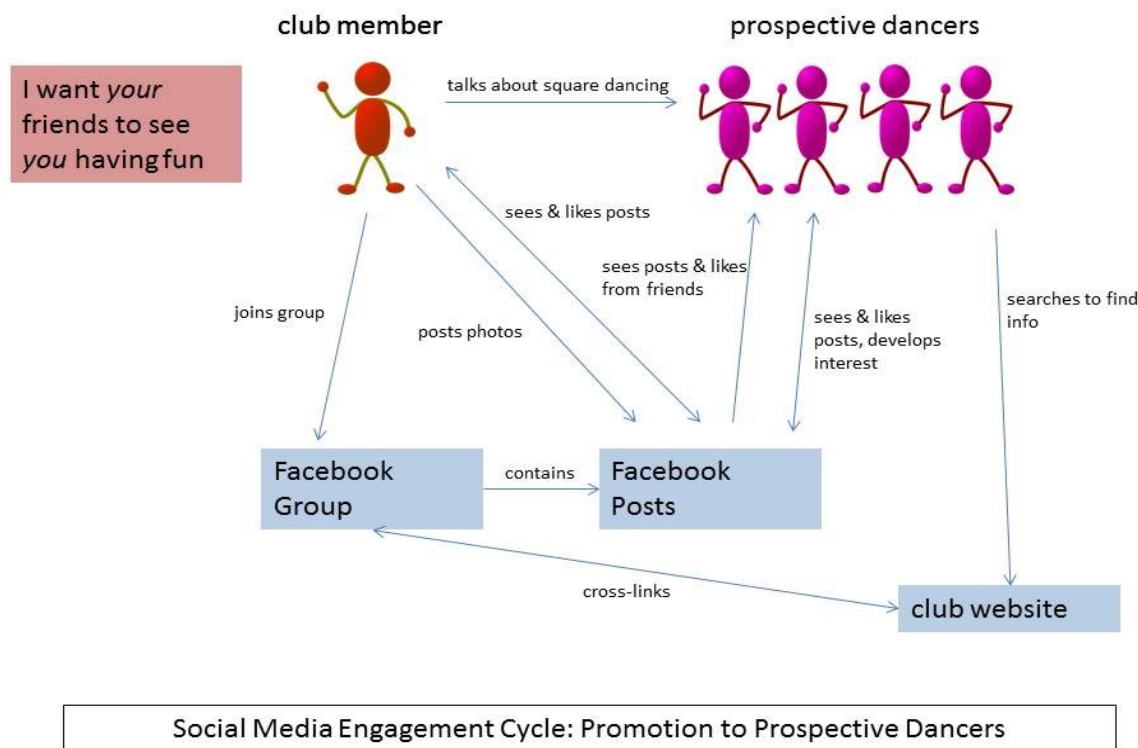 club member
prospective dancers
I want your
friends to see
you having fun
talks about square dancing
sees & likes posts
sees posts & likes
from friends
searches to find
info
joins group
posts photos
sees & likes
posts, develops
interest
Facebook
Group
contains
Facebook
Posts
cross-links
club website
Social Media Engagement Cycle: Promotion to Prospective Dancers